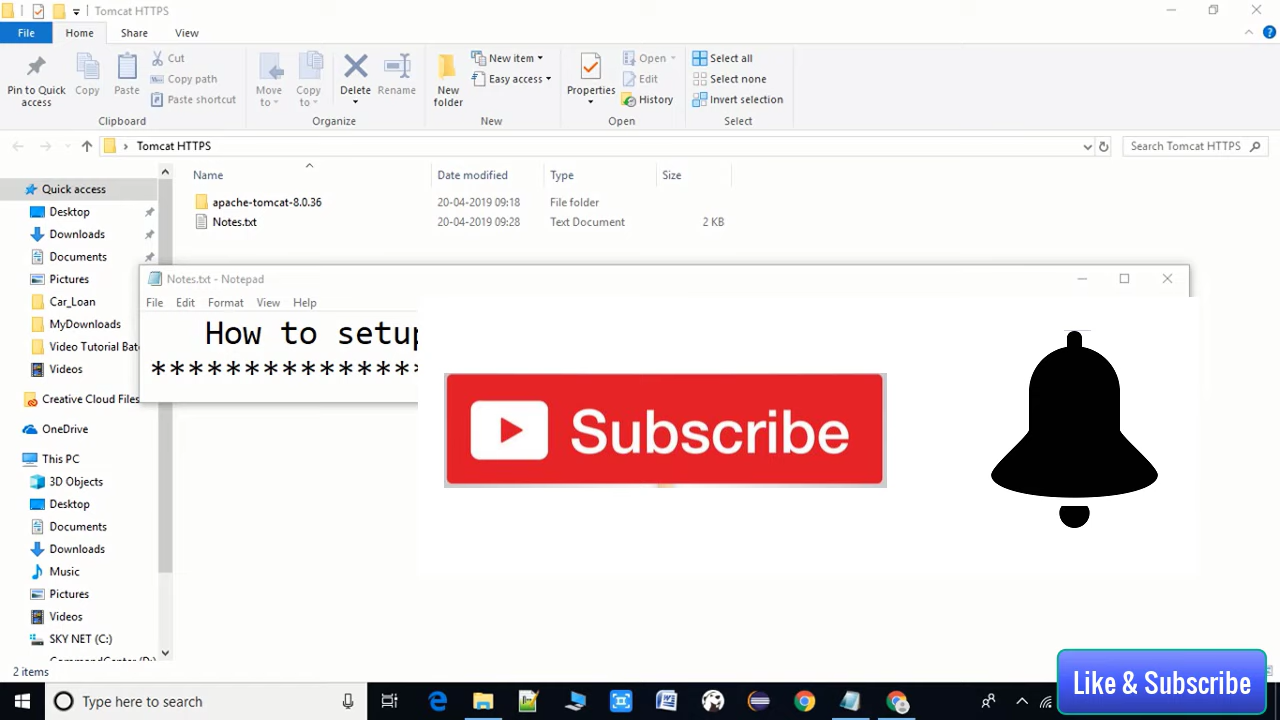 Tomcat HTTPS
File Home Share View
Pin to Quick access
Copy
Paste
Cut
Copy path
Paste shortcut
Clipboard
Move to
Copy to
Delete
Rename
Organize
New folder
New item
Easy access
New
Properties
Open
Edit
History
Open
Select all
Select none
Invert selection
Select
Tomcat HTTPS
Search Tomcat HTTPS
Name Date modified Type Size
apache-tomcat-8.0.36 20-04-2019 09:18 File folder
Notes.txt 20-04-2019 09:28 Text Document 2 KB
Quick access
Desktop
Downloads
Documents
Pictures
Car_Loan
MyDownloads
Video Tutorial Bat
Videos
Creative Cloud Files
OneDrive
This PC
3D Objects
Desktop
Documents
Downloads
Music
Pictures
Videos
SKY NET (C:)
2 items
Notes.txt - Notepad
File Edit Format View Help
How to setup
***************
Subscribe
Like & Subscribe
Type here to search